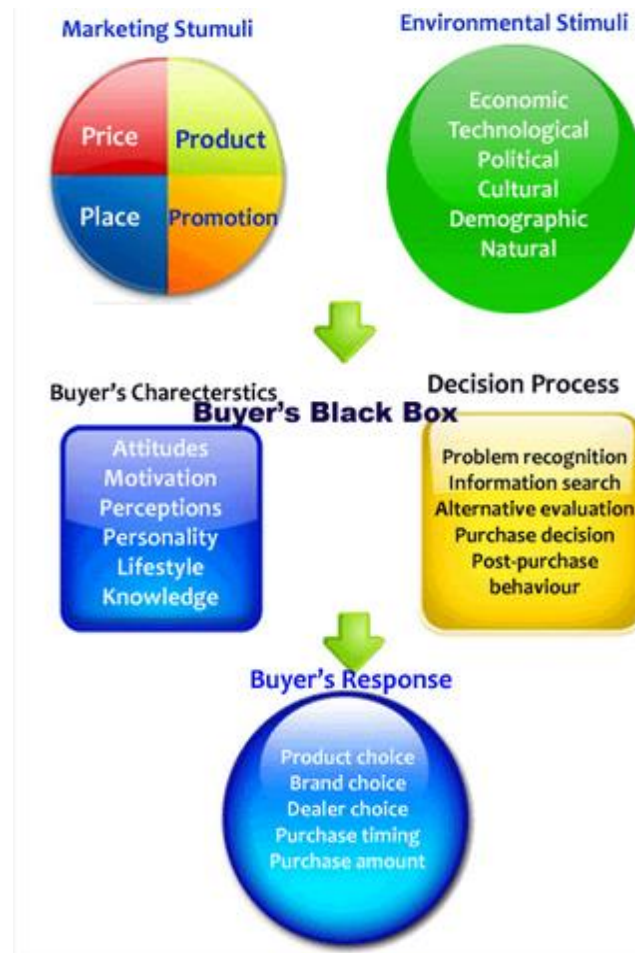 Marketing Stumuli
Price
Product
Place
Promotion
Environmental Stimuli
Economic
Technological
Political
Cultural
Demographic
Natural
Buyer's Black Box
Buyer's Charecterstics
Attitudes
Motivation
Perceptions
Personality
Lifestyle
Knowledge
Decision Process
Problem recognition
Information search
Alternative evaluation
Purchase decision
Post-purchase
behaviour
Buyer's Response
Product choice
Brand choice
Dealer choice
Purchase timing
Purchase amount